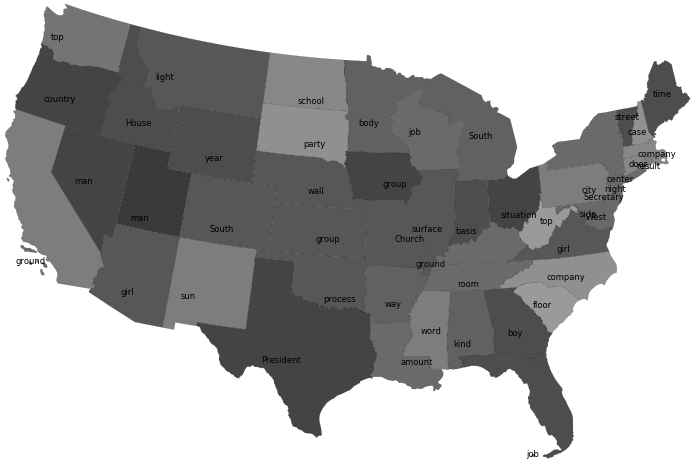 top
country
light
House
school
party
body
job
South
time
street
case
company
door
result
center
night
city
Secretary
side
West
top
situation
girl
year
man
man
wall
group
South
group
surface
Church
basis
ground
ground
girl
sun
process
way
room
company
floor
word
kind
boy
President
amount
job